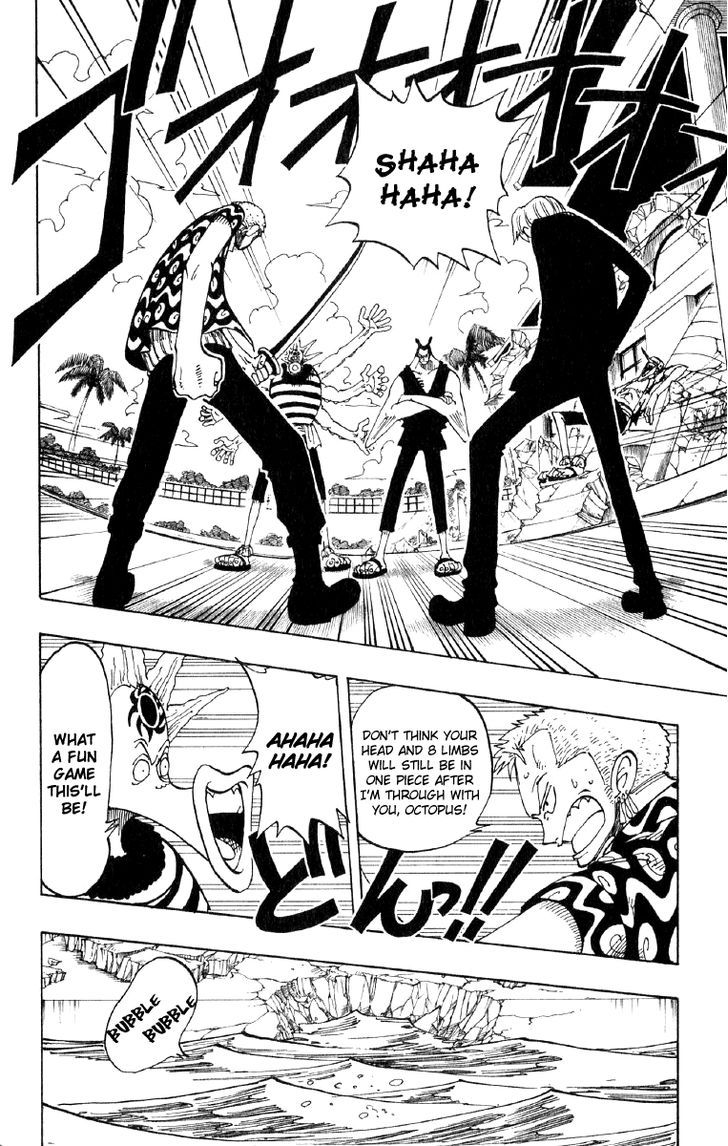 ゴオオオオオオ
SHAHA
HAHA!
DON'T THINK YOUR
HEAD AND 8 LIMBS
WILL STILL BE IN
ONE PIECE AFTER
I'M THROUGH WITH
YOU, OCTOPUS!
AHAHA
HAHA!
WHAT
A FUN
GAME
THIS'LL
BE!
どんっ!!
BUBBLE
BUBBLE